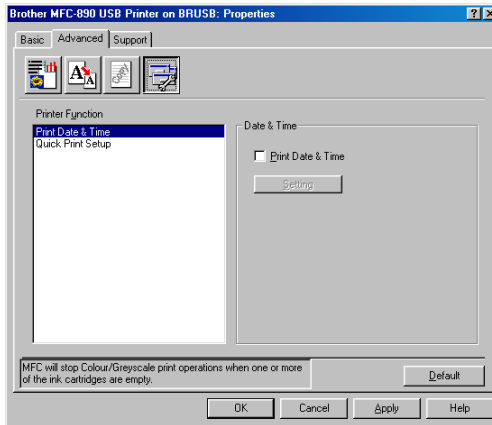 Brother MFC-890 USB Printer on BRUSB: Properties
Basic Advanced Support
Printer Function
Print Date & Time
Quick Print Setup
Date & Time
Print Date & Time
Setting
MFC will stop Colour/Greyscale print operations when one or more
of the ink cartridges are empty.
Default
OK Cancel Apply Help